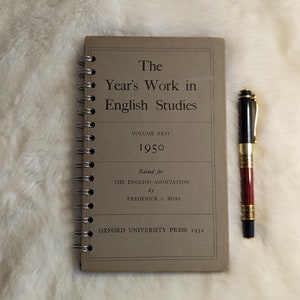 The
Year's Work in
English Studies
VOLUME XXXI
1950
Edited for
THE ENGLISH ASSOCIATION
by
FREDERICK S. BOAS
OXFORD UNIVERSITY PRESS 1952